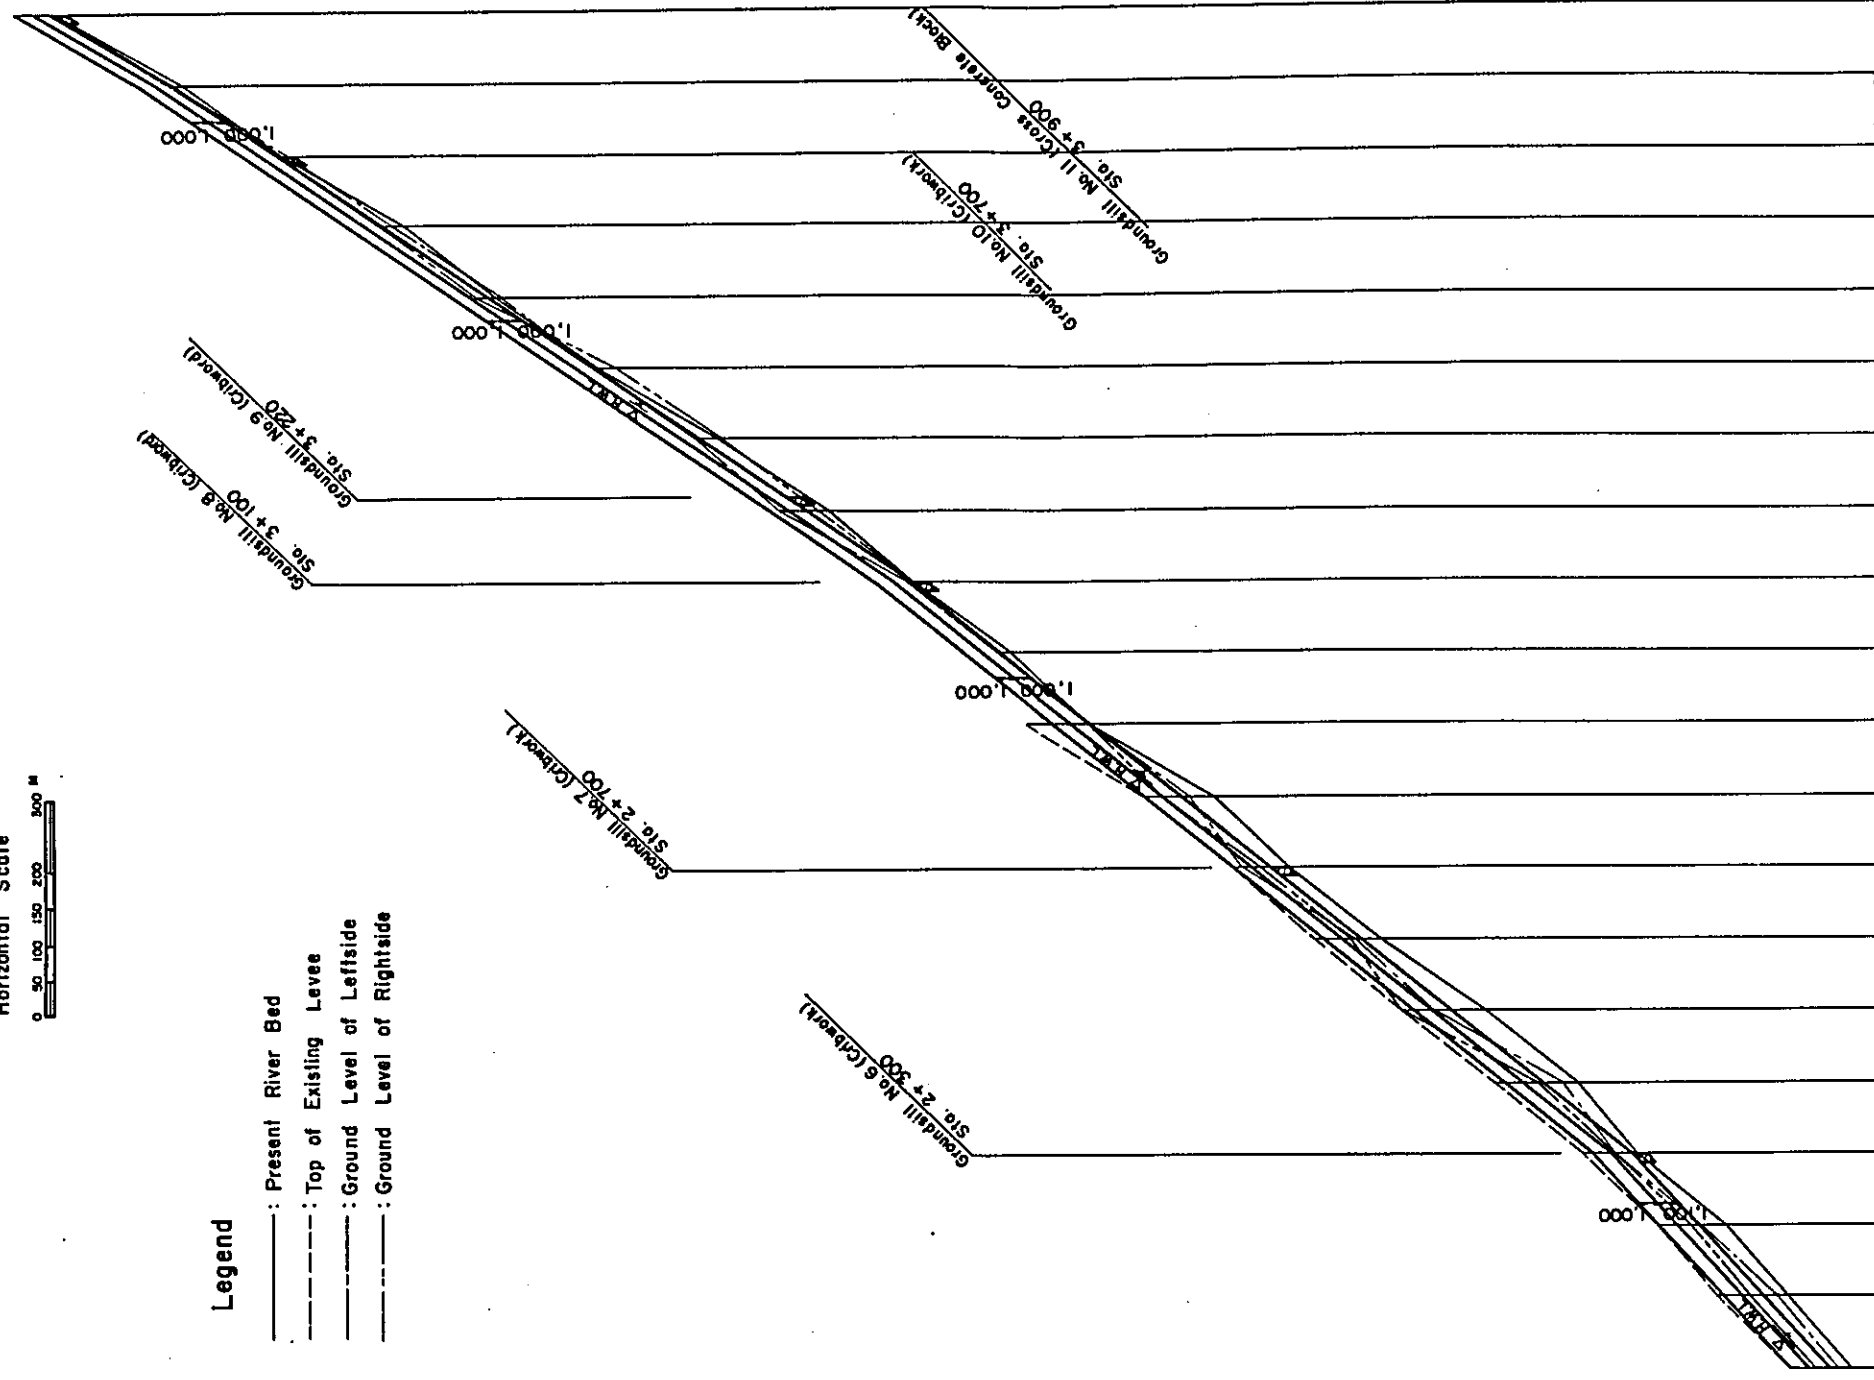 Horizontal Scale
0 50 100 150 200 300 M
Legend
: Present River Bed
: Top of Existing Levee
: Ground Level of Leftside
: Ground Level of Rightside
Groundsill No.6 (Cribwork)
Sta. 2+300
Groundsill No.7 (Cribwork)
Sta. 2+700
Groundsill No.8 (Cribword)
Sta. 3+100
Groundsill No.9 (Cribword)
Sta. 3+220
Groundsill No.10 (Cribwork)
Sta. 3+700
Groundsill No.11 (Cross Concrete Block)
Sta. 3+900
H.W.L
1,000 1,000
H.W.L
1,000 1,000
H.W.L
1,000 1,000
1,000 1,000